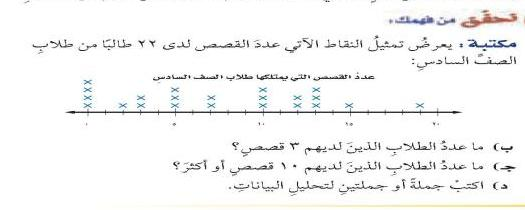 تحقَّق من فهمك:
مكتبة: يعرضُ تمثيلُ النقاط الآتي عددَ القصص لدى ٢٢ طالبًا من طلابِ
الصفِّ السادسِ:
عددُ القصصِ التي يمتلكها طلاب الصف السادس
٠ ٥ ١٠ ١٥ ٢٠
ب) ما عددُ الطلابِ الذينَ لديهم ٣ قصصٍ؟
جـ) ما عددُ الطلابِ الذينَ لديهم ١٠ قصصٍ أو أكثرَ؟
د) اكتبْ جملةً أو جملتينِ لتحليلِ البياناتِ.